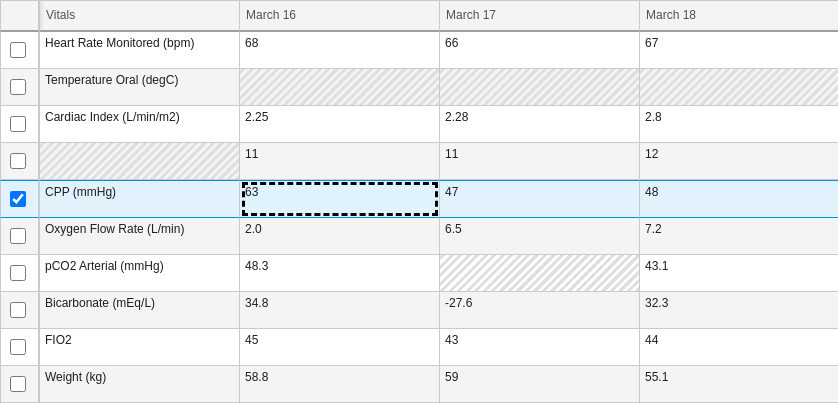 Vitals March 16 March 17 March 18
Heart Rate Monitored (bpm) 68 66 67
Temperature Oral (degC)
Cardiac Index (L/min/m2) 2.25 2.28 2.8
11 11 12
CPP (mmHg) 63 47 48
Oxygen Flow Rate (L/min) 2.0 6.5 7.2
pCO2 Arterial (mmHg) 48.3 43.1
Bicarbonate (mEq/L) 34.8 -27.6 32.3
FIO2 45 43 44
Weight (kg) 58.8 59 55.1